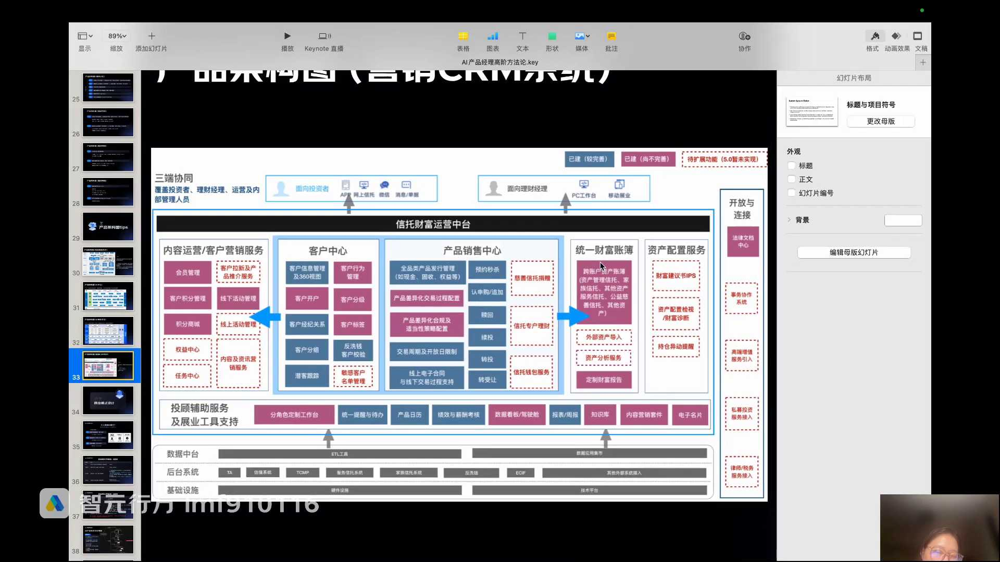 89%
显示
缩放
添加幻灯片
播放
Keynote 直播
表格
图表
文本
形状
媒体
批注
协作
格式
动画效果
文稿
AI 产品经理高阶方法论.key
产品架构图（营销CRM系统）
25
26
27
28
29
产品架构图tips
30
31
32
33
34
商业模式设计
35
36
37
38
已建（较完善）
已建（尚不完善）
待扩展功能（5.0暂未实现）
三端协同
覆盖投资者、理财经理、运营及内
部管理人员
面向投资者
APP
网上信托
微信
消息/单据
面向理财经理
PC工作台
移动展业
信托财富运营中台
内容运营/客户营销服务
会员管理
客户拉新及产
品推介服务
客户积分管理
线下活动管理
积分商城
线上活动管理
权益中心
内容及资讯营
销服务
任务中心
客户中心
客户信息管理
及360视图
客户行为
管理
客户开户
客户分级
客户经纪关系
客户标签
客户分组
反洗钱
客户校验
潜客跟踪
敏感客户
名单管理
产品销售中心
全品类产品发行管理
（如现金、固收、权益等）
预约秒杀
慈善信托捐赠
产品差异化交易过程配置
认申购/追加
产品差异化合规及
适当性策略配置
赎回
信托专户理财
续投
交易周期及开放日限制
转投
线上电子合同
与线下交易过程支持
转受让
信托钱包服务
统一财富账簿
跨账户资产账簿
(资产管理信托、家
族信托、其他资产
服务信托、公益慈
善信托、其他资
产）
外部资产导入
资产分析服务
定制财富报告
资产配置服务
财富建议书IPS
资产配置检视
/财富诊断
持仓异动提醒
投顾辅助服务
及展业工具支持
分角色定制工作台
统一提醒与待办
产品日历
绩效与薪酬考核
数据看板/驾驶舱
报表/周报
知识库
内容营销套件
电子名片
数据中台
ETL工具
数据应用集市
后台系统
TA
估值系统
TCMP
服务信托系统
家族信托系统
反洗钱
ECIF
其他外部系统接入
基础设施
硬件设施
技术平台
开放与
连接
法律文档
中心
事务协作
系统
高端增值
服务引入
私募投资
服务接入
律师/税务
服务接入
幻灯片布局
标题与项目符号
更改母版
外观
标题
正文
幻灯片编号
背景
编辑母版幻灯片